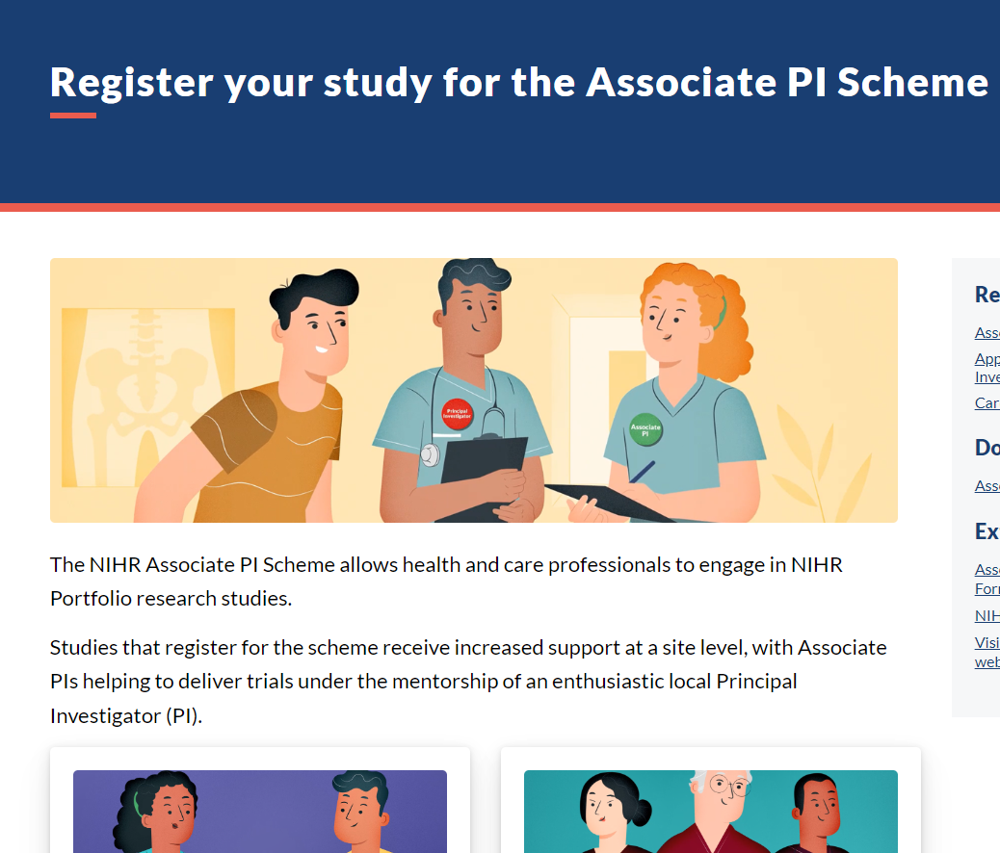 Register your study for the Associate PI Scheme
Principal
Investigator
Associate
PI
The NIHR Associate PI Scheme allows health and care professionals to engage in NIHR
Portfolio research studies.
Studies that register for the scheme receive increased support at a site level, with Associate
PIs helping to deliver trials under the mentorship of an enthusiastic local Principal
Investigator (PI).
Re
Asso
App
Inve
Car
Do
Asso
Ex
Asso
For
NIH
Visi
web